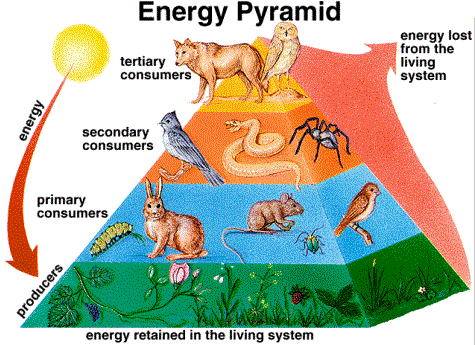 Energy Pyramid
energy lost
from the
living
system
tertiary
consumers
energy
secondary
consumers
primary
consumers
producers
energy retained in the living system